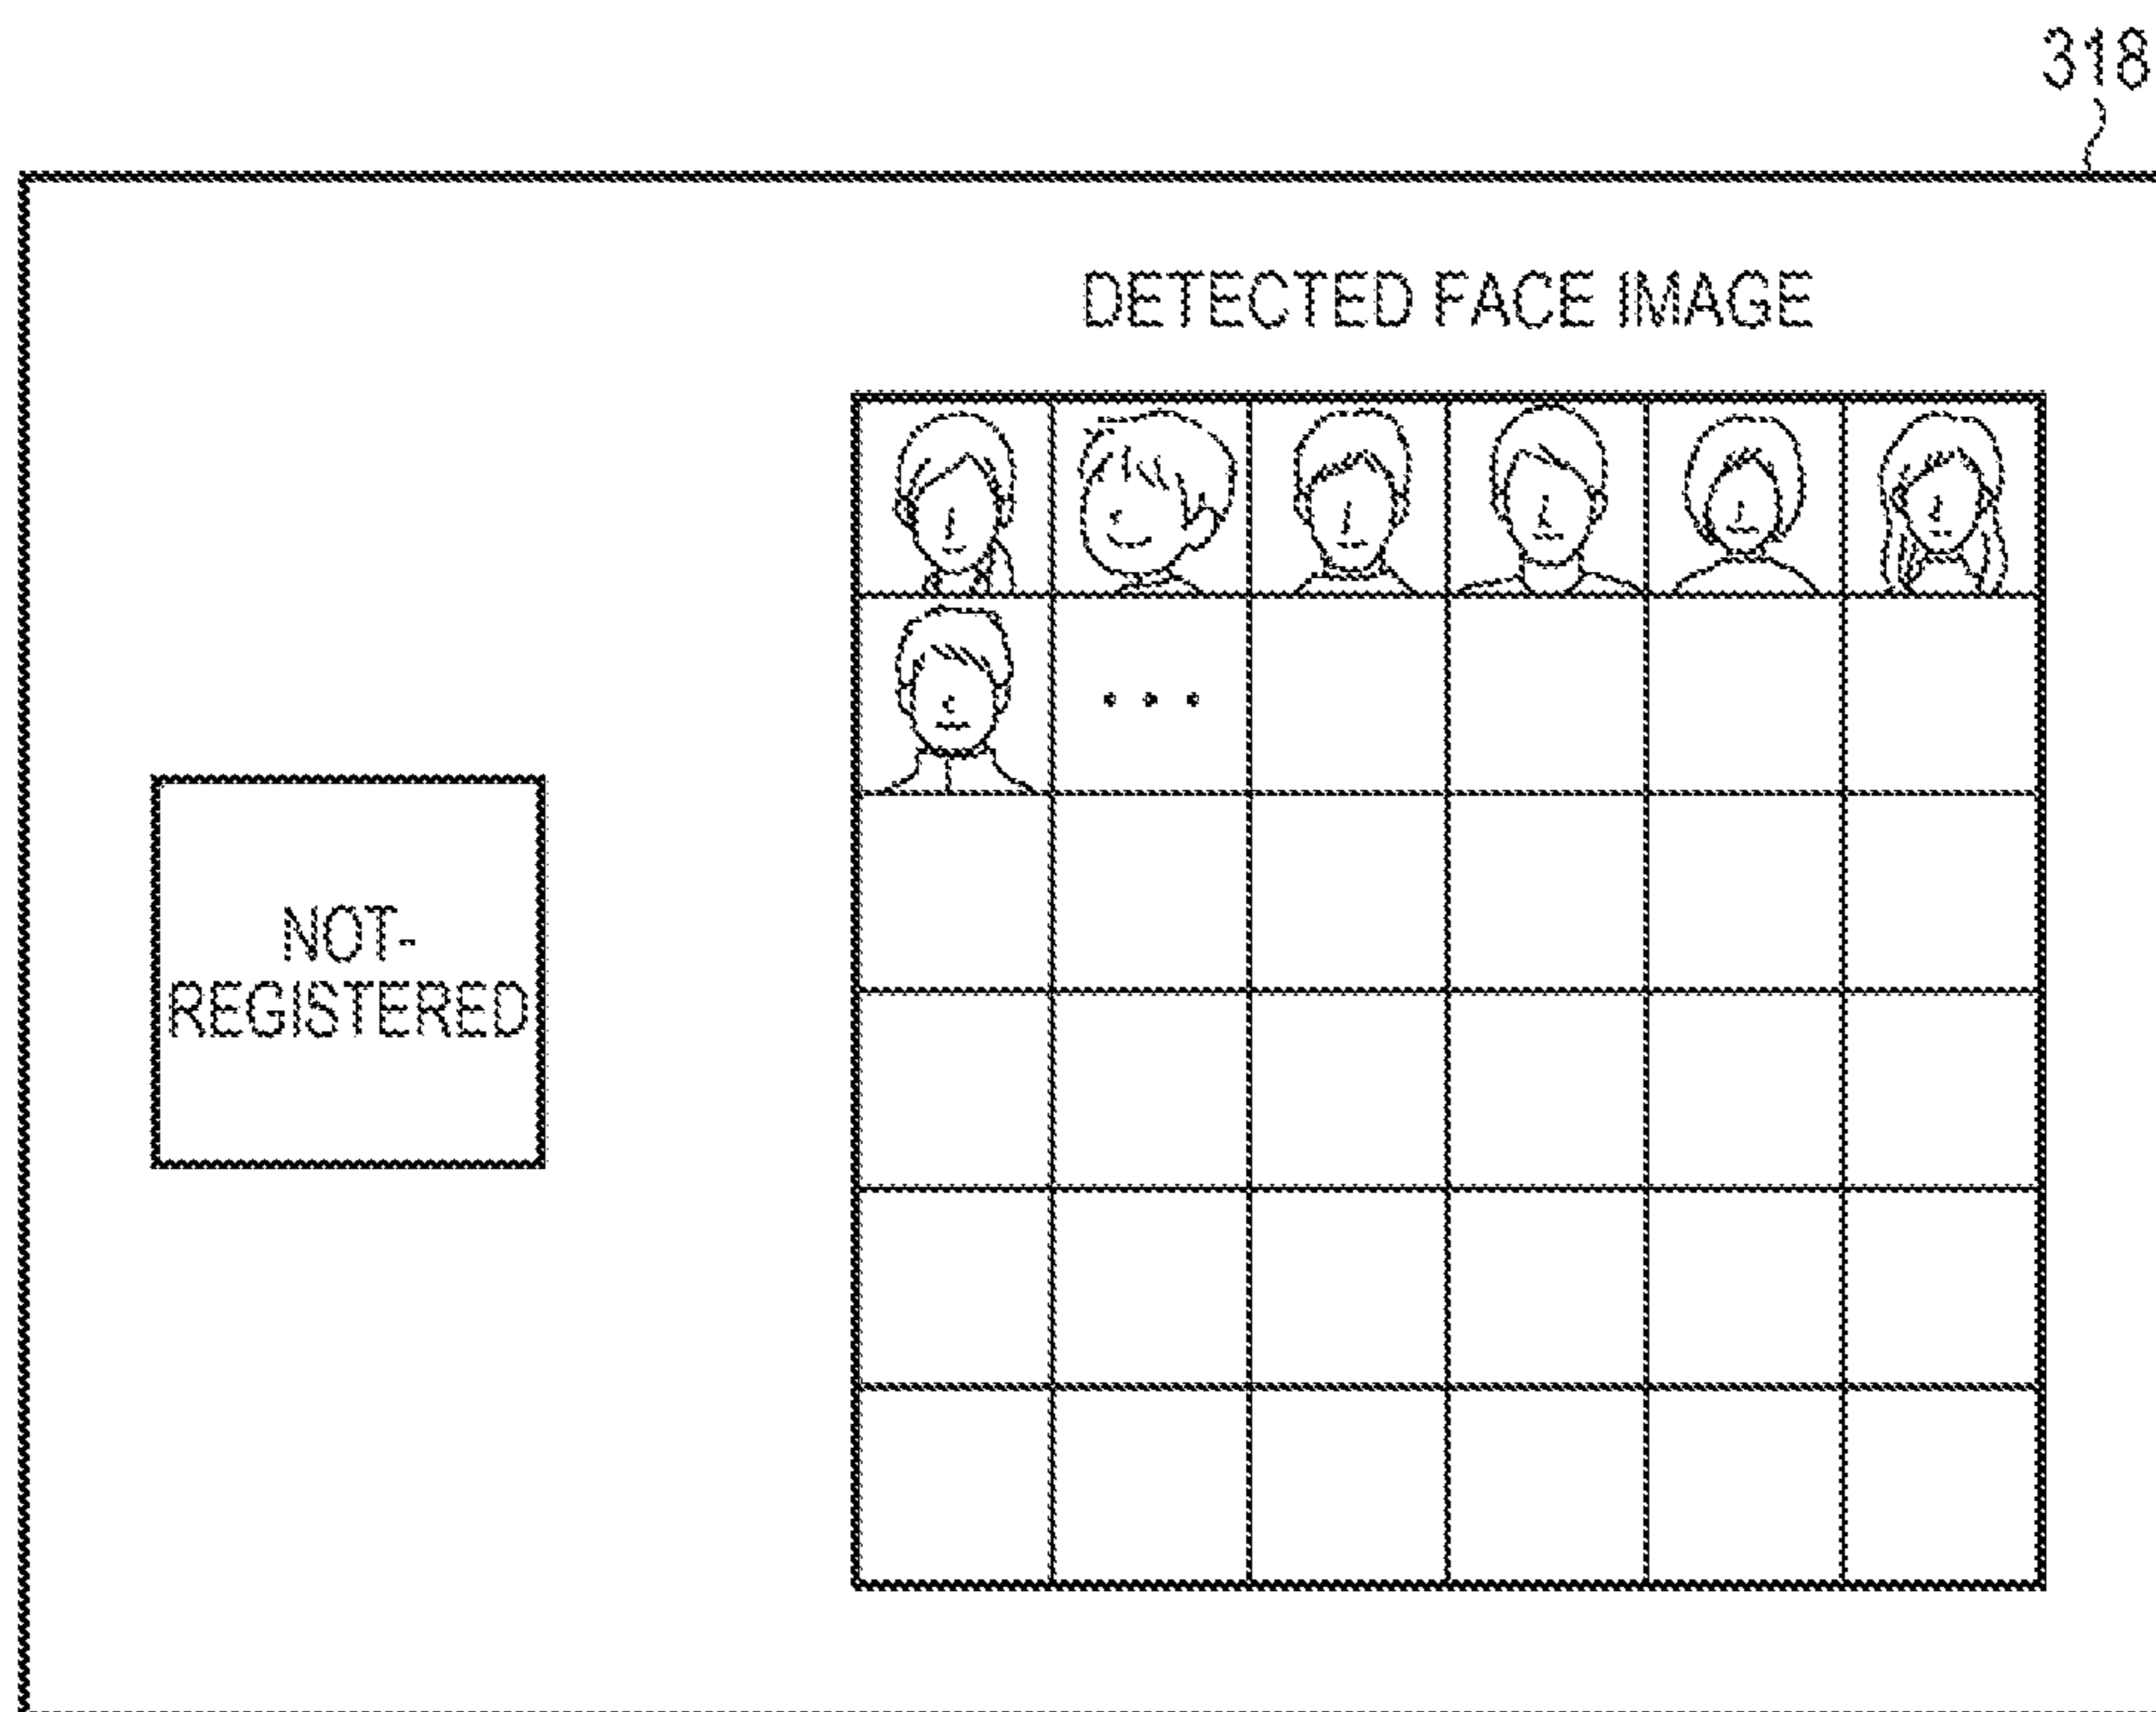 318
DETECTED FACE IMAGE
...
NOT-
REGISTERED